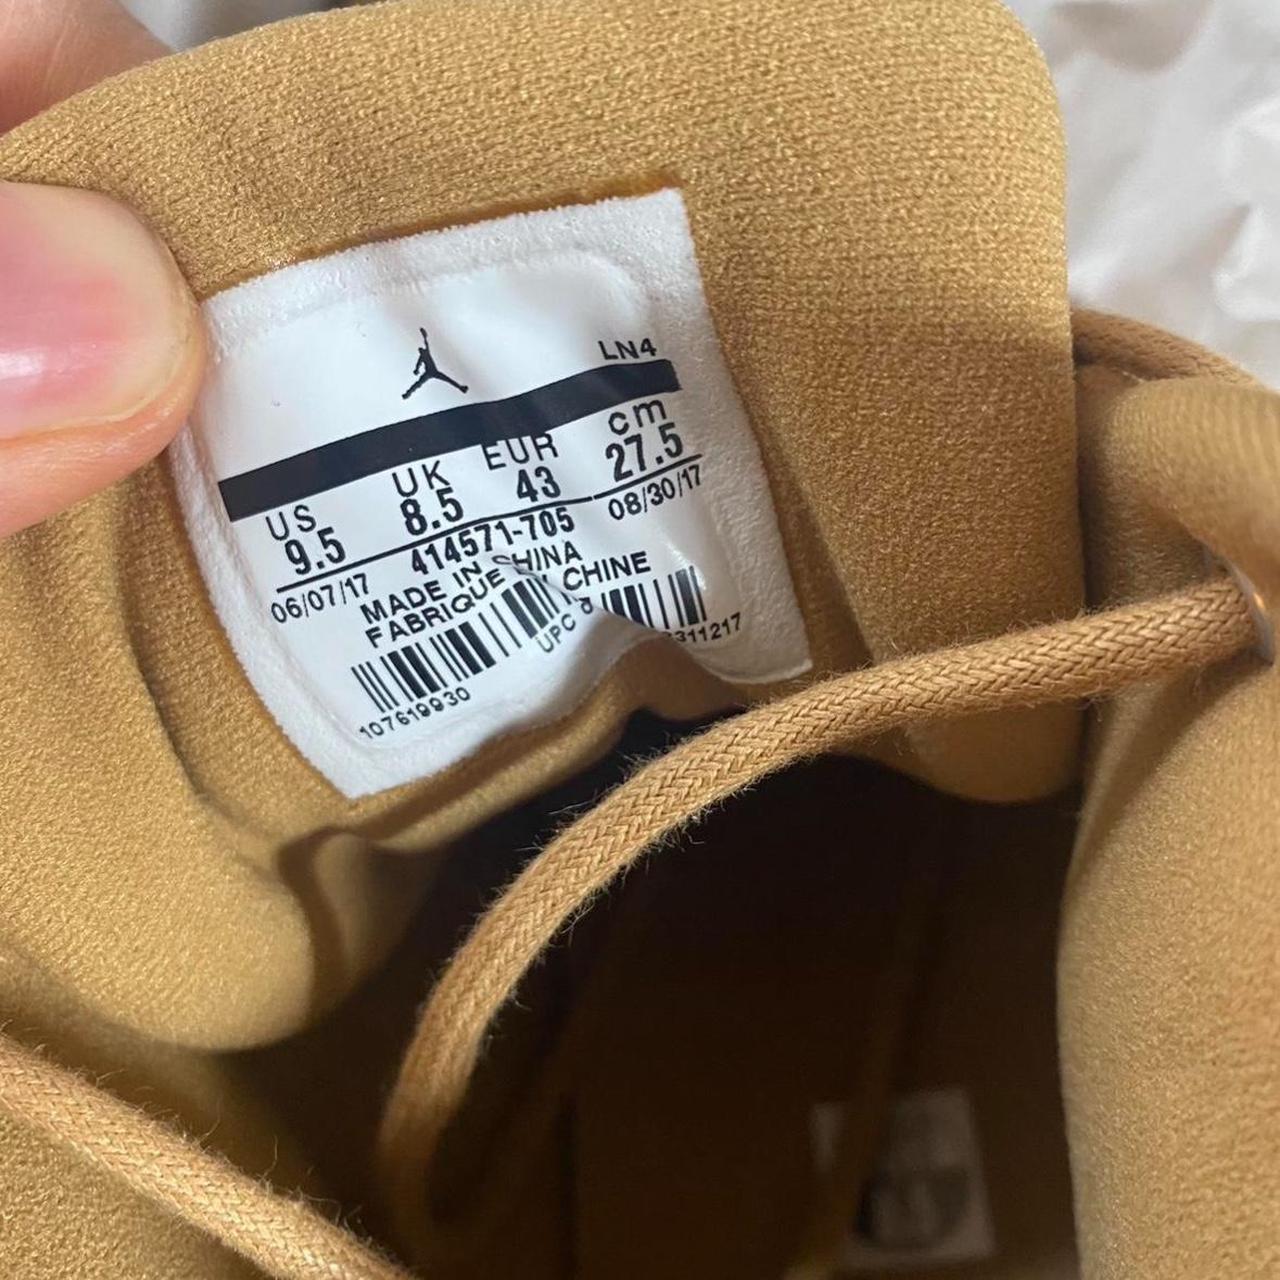 LN4
US UK EUR cm
9.5 8.5 43 27.5
06/07/17 414571-705 08/30/17
MADE IN CHINA
FABRIQUE CHINE
UPC
107619930 311217